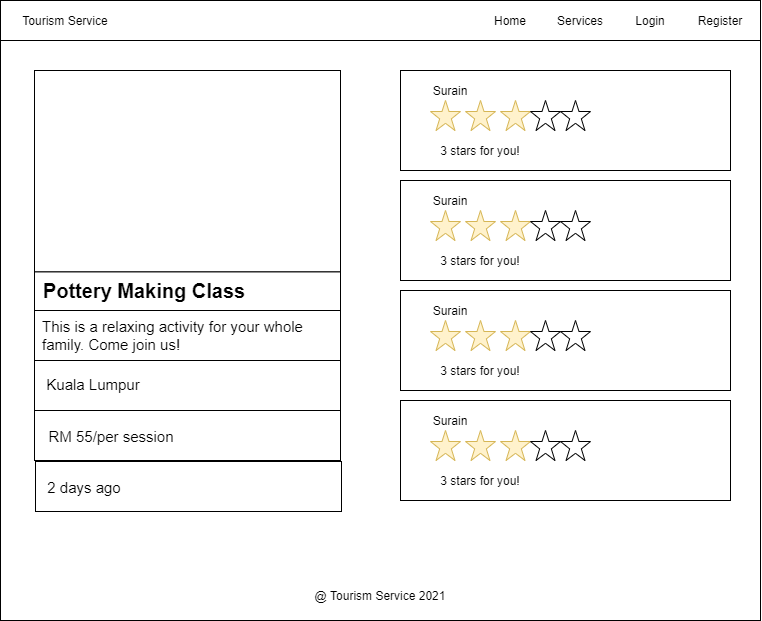 Tourism Service
Home
Services
Login
Register
Pottery Making Class
This is a relaxing activity for your whole
family. Come join us!
Kuala Lumpur
RM 55/per session
2 days ago
Surain
3 stars for you!
Surain
3 stars for you!
Surain
3 stars for you!
Surain
3 stars for you!
@ Tourism Service 2021